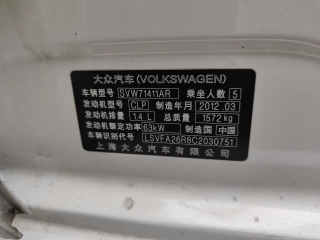 大众汽车(VOLKSWAGEN)
车辆型号 SVW71411AR 乘坐人数 5
发动机型号 CLP 制造年月 2012.03
发动机排量 1.4 L 总质量 1572 kg
发动机额定功率 63kW 制造国 中国
车辆识别代号 LSVFA26R8C2030751
上海大众汽车有限公司